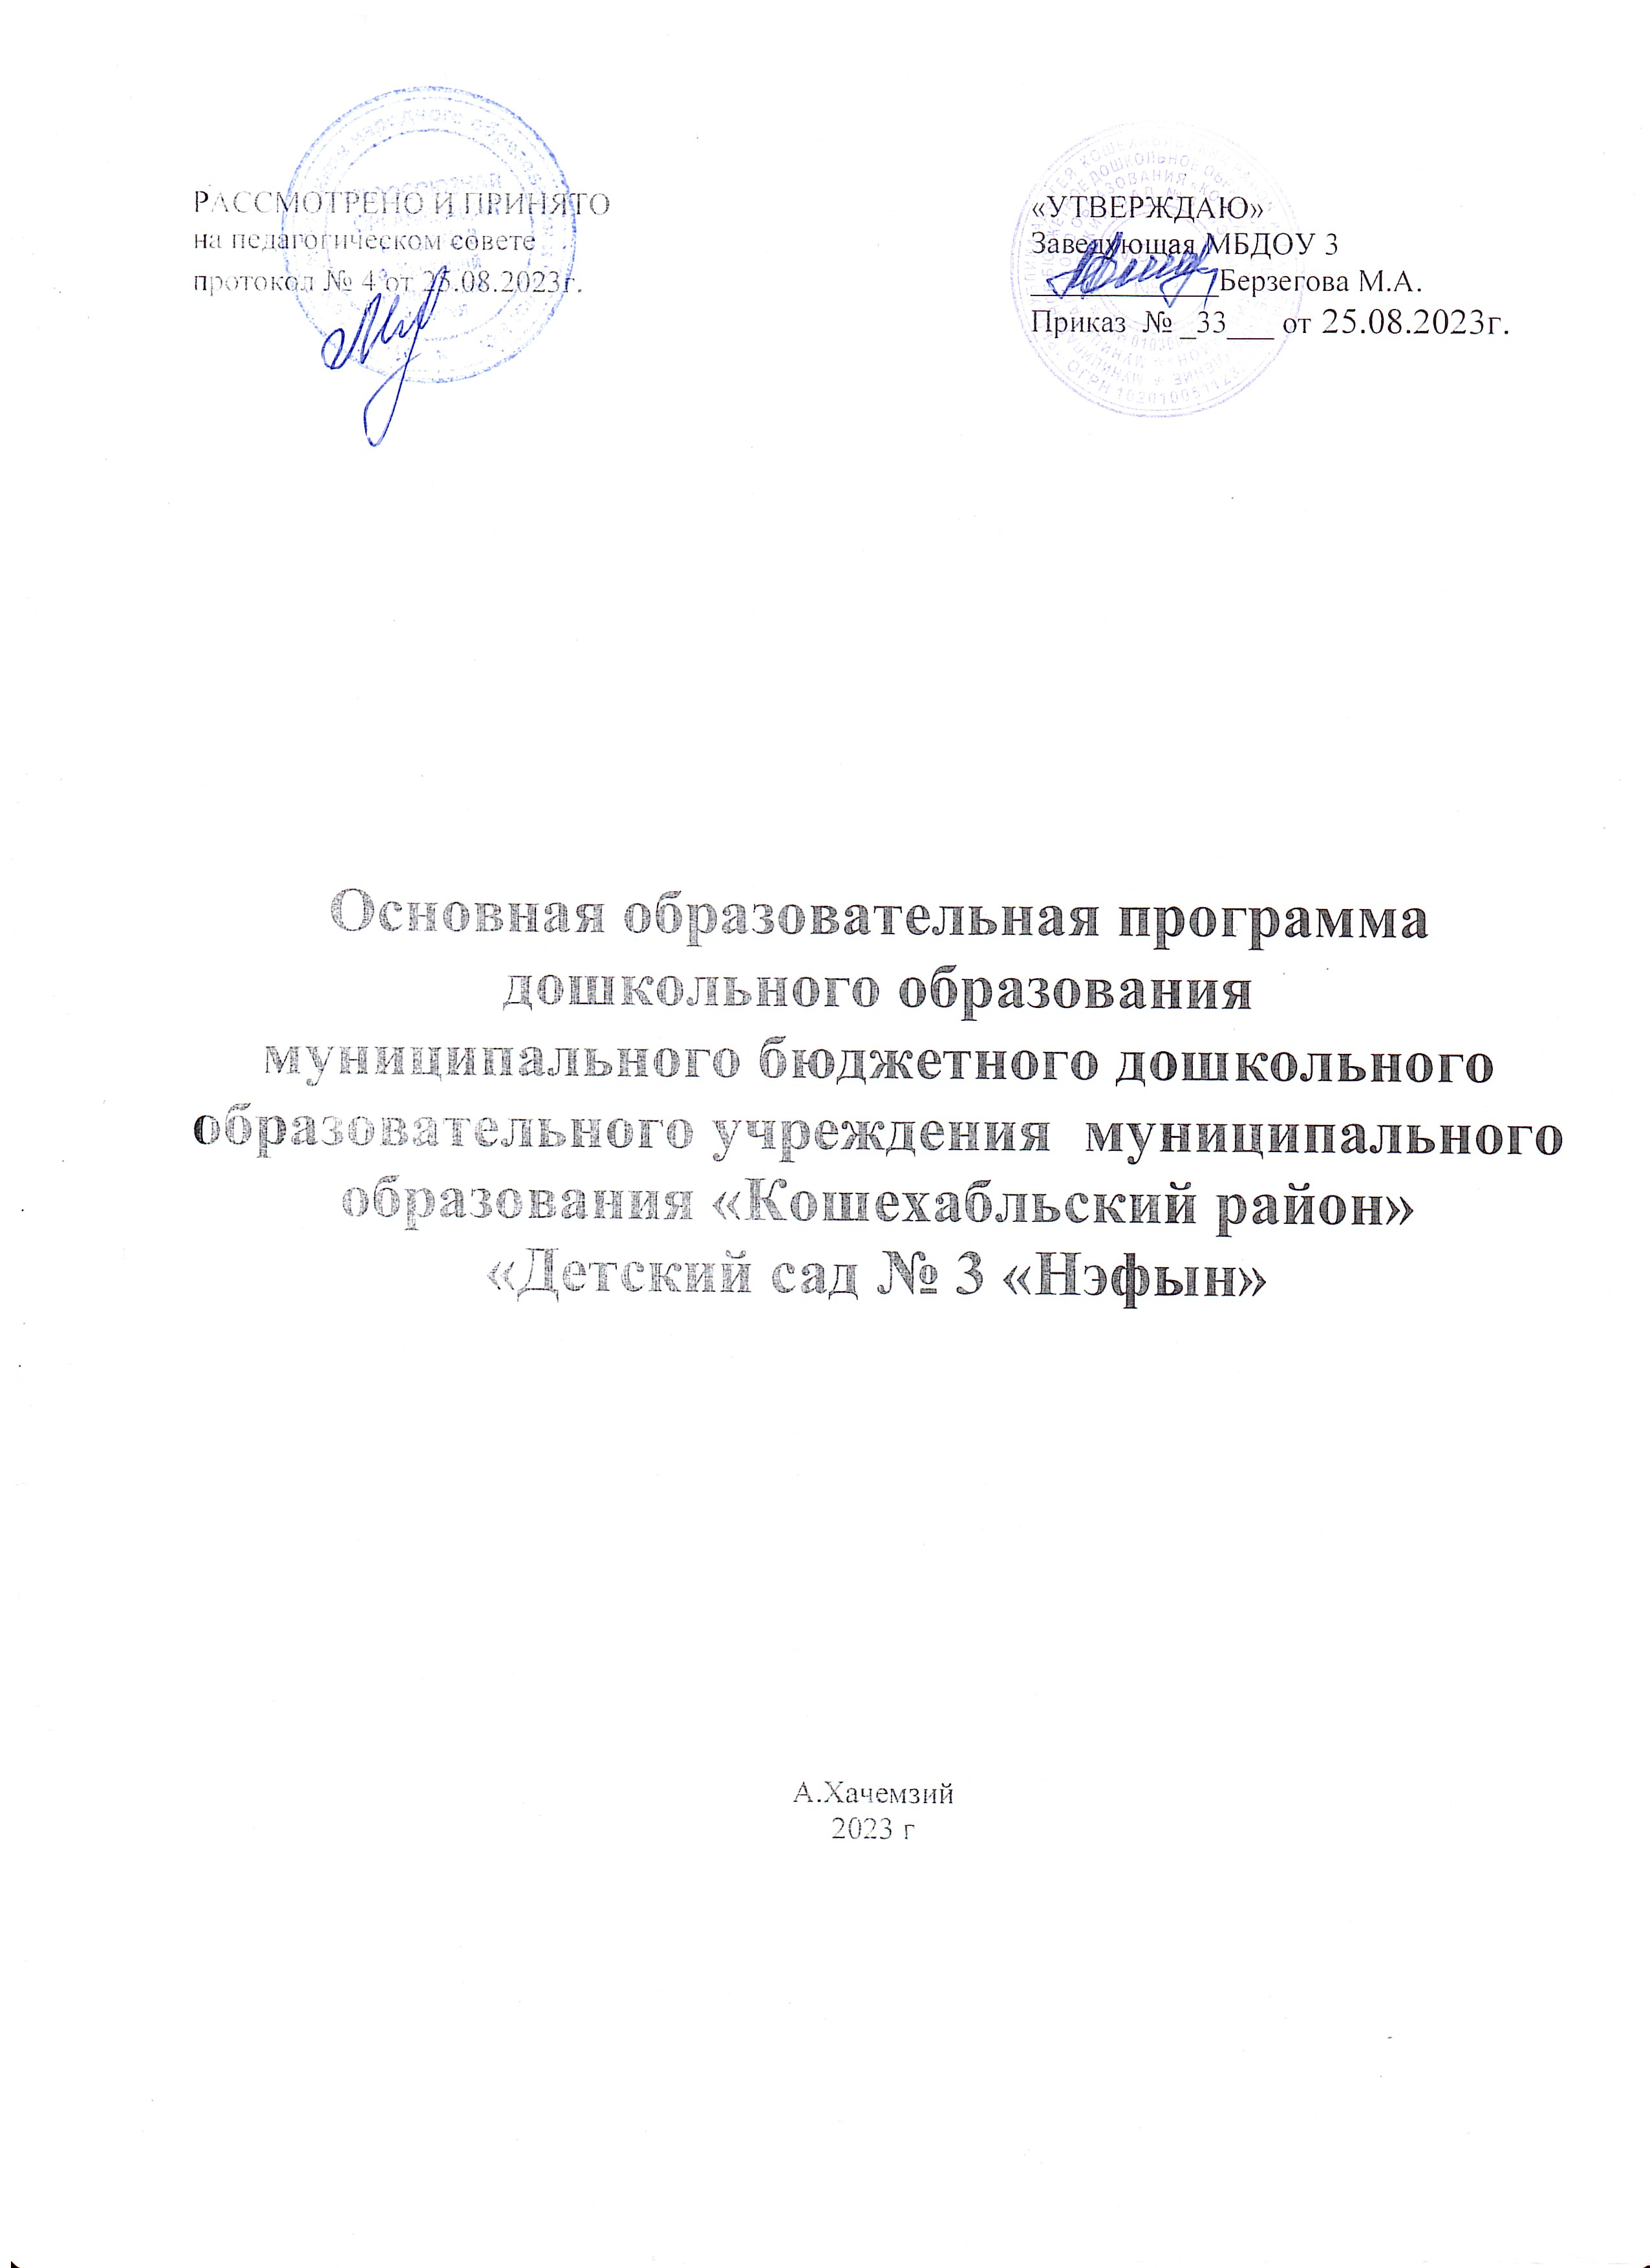 РАССМОТРЕНО И ПРИНЯТО
на педагогическом совете
протокол № 4 от 25.08.2023г.
«УТВЕРЖДАЮ»
Заведующая МБДОУ 3
____________Берзегова М.А.
Приказ № _33___ от 25.08.2023г.
Основная образовательная программа
дошкольного образования
муниципального бюджетного дошкольного
образовательного учреждения муниципального
образования «Кошехабльский район»
«Детский сад № 3 «Нэфын»
А.Хачемзий
2023 г